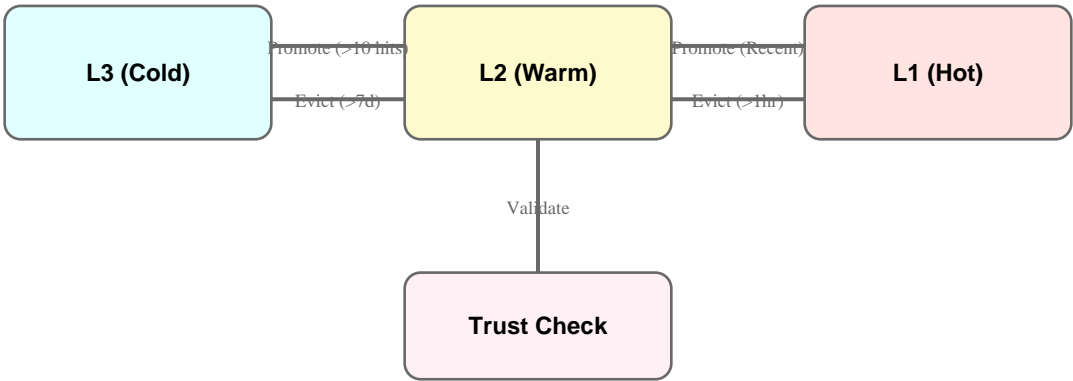 Promote (>10 hits)
Promote (Recent)
L3 (Cold)
L2 (Warm)
L1 (Hot)
Evict (>7d)
Evict (>1hr)
Validate
Trust Check